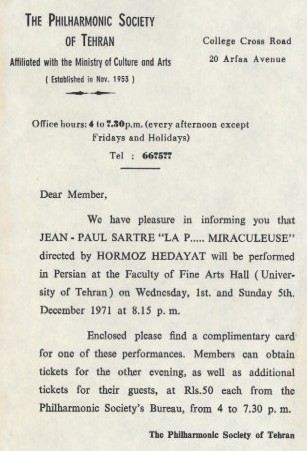 THE PHILHARMONIC SOCIETY
OF TEHRAN
Affiliated with the Ministry of Culture and Arts
( Established in Nov. 1953 )
College Cross Road
20 Arfaa Avenue
Office hours: 4 to 7.30p.m. (every afternoon except
Fridays and Holidays)
Tel : 667577
Dear Member,
We have pleasure in informing you that
JEAN - PAUL SARTRE "LA P..... MIRACULEUSE"
directed by HORMOZ HEDAYAT will be performed
in Persian at the Faculty of Fine Arts Hall (Univer-
sity of Tehran) on Wednesday, 1st. and Sunday 5th.
December 1971 at 8.15 p. m.
Enclosed please find a complimentary card
for one of these performances. Members can obtain
tickets for the other evening, as well as additional
tickets for their guests, at Rls.50 each from the
Philharmonic Society's Bureau, from 4 to 7.30 p. m.
The Philharmonic Society of Tehran